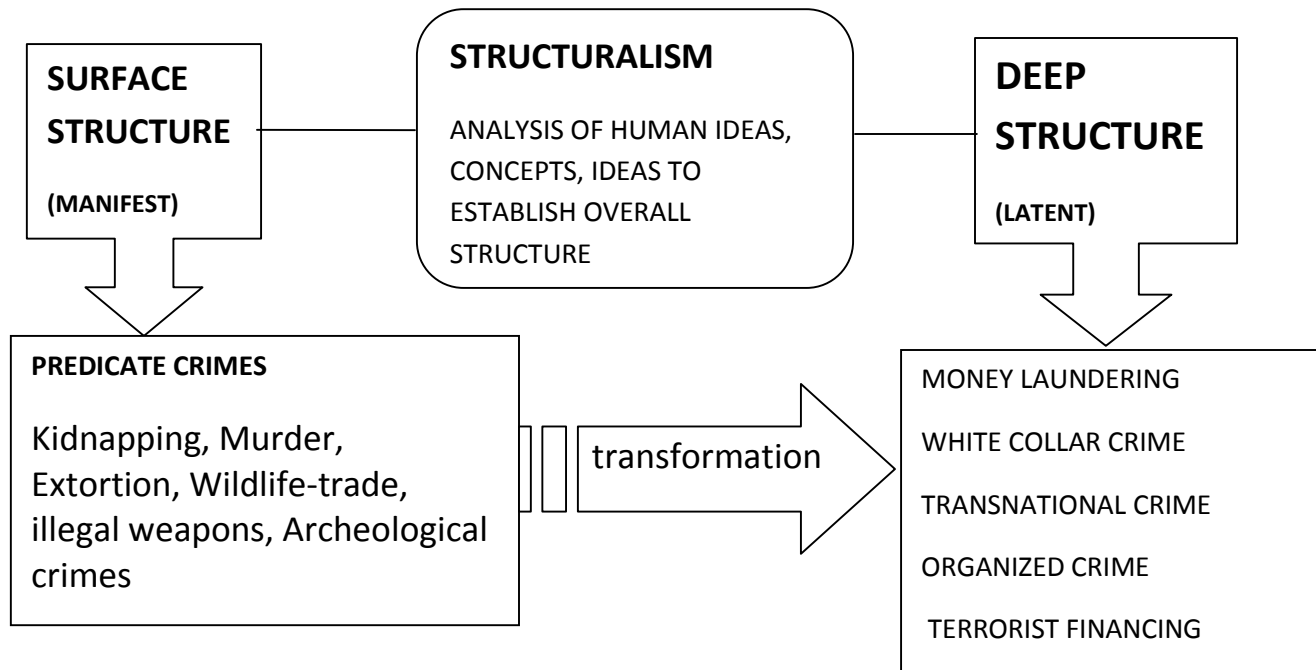 SURFACE
STRUCTURE
(MANIFEST)
STRUCTURALISM
ANALYSIS OF HUMAN IDEAS,
CONCEPTS, IDEAS TO
ESTABLISH OVERALL
STRUCTURE
DEEP
STRUCTURE
(LATENT)
PREDICATE CRIMES
Kidnapping, Murder,
Extortion, Wildlife-trade,
illegal weapons, Archeological
crimes
transformation
MONEY LAUNDERING
WHITE COLLAR CRIME
TRANSNATIONAL CRIME
ORGANIZED CRIME
TERRORIST FINANCING